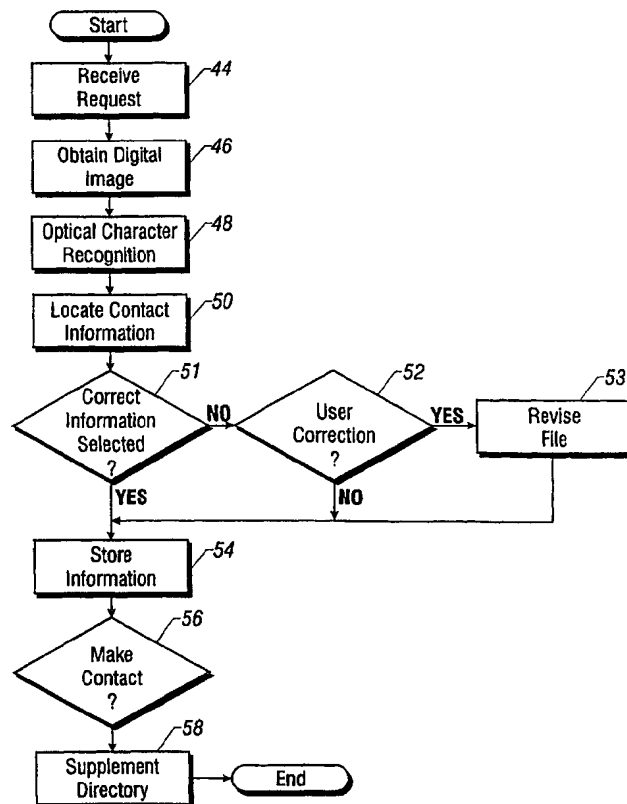 Start
44
Receive
Request
46
Obtain Digital
Image
48
Optical Character
Recognition
50
Locate Contact
Information
51
Correct
Information
Selected
?
NO
YES
52
User
Correction
?
YES
NO
53
Revise
File
54
Store
Information
56
Make
Contact
?
58
Supplement
Directory
End